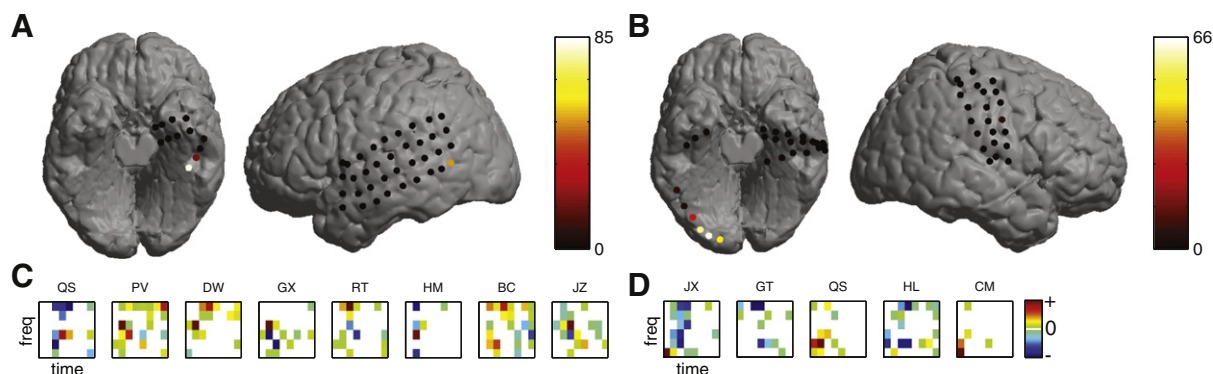 A
B
85
66
0
0
C
D
QS PV DW GX RT HM BC JZ
JX GT QS HL CM
freq
time
freq
time
+
0
-